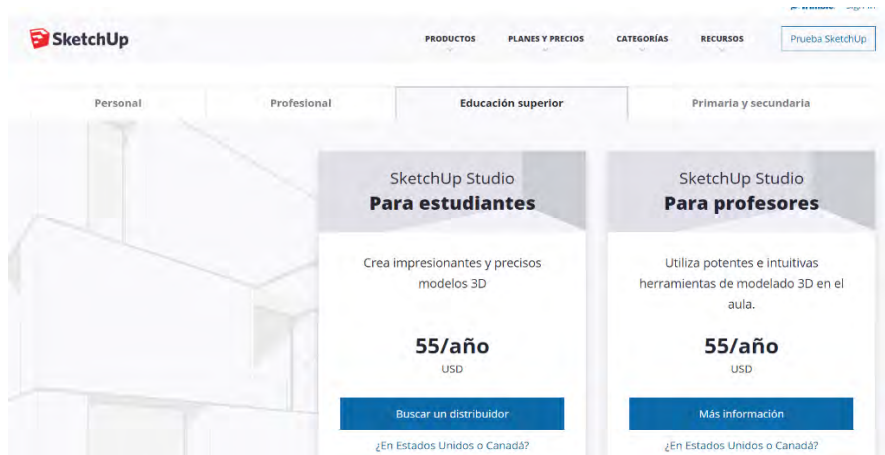 SketchUp
PRODUCTOS PLANES Y PRECIOS CATEGORÍAS RECURSOS Prueba SketchUp
Personal Profesional Educación superior Primaria y secundaria
SketchUp Studio
Para estudiantes
Crea impresionantes y precisos
modelos 3D
55/año
USD
Buscar un distribuidor
¿En Estados Unidos o Canadá?
SketchUp Studio
Para profesores
Utiliza potentes e intuitivas
herramientas de modelado 3D en el
aula.
55/año
USD
Más información
¿En Estados Unidos o Canadá?